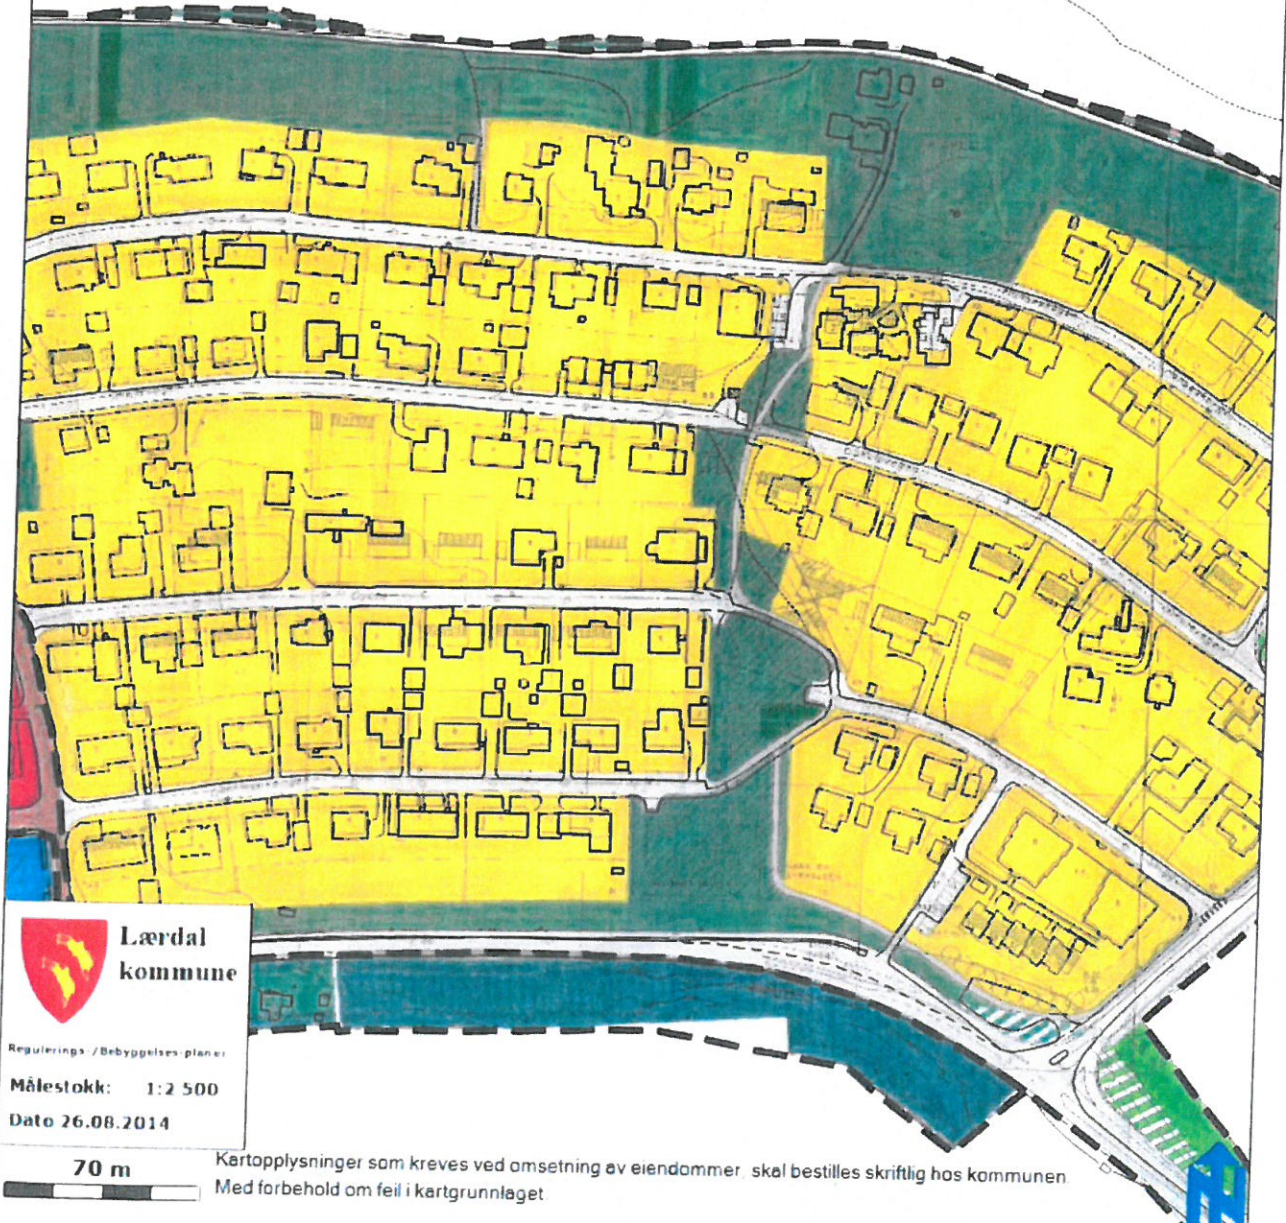 Lærdal
kommune
Regulerings-/Bebyggelses-planer
Målestokk: 1:2 500
Dato 26.08.2014
70 m
Kartopplysninger som kreves ved omsetning av eiendommer, skal bestilles skriftlig hos kommunen.
Med forbehold om feil i kartgrunnlaget.